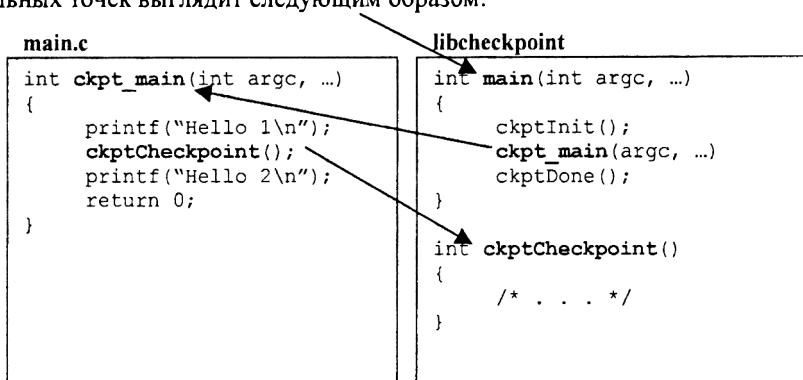 льных точек выглядит следующим образом:
main.c
int ckpt_main(int argc, …)
{
printf("Hello 1\n");
ckptCheckpoint();
printf("Hello 2\n");
return 0;
}
libcheckpoint
int main(int argc, …)
{
ckptInit();
ckpt_main(argc, …)
ckptDone();
}
int ckptCheckpoint()
{
/* . . . */
}